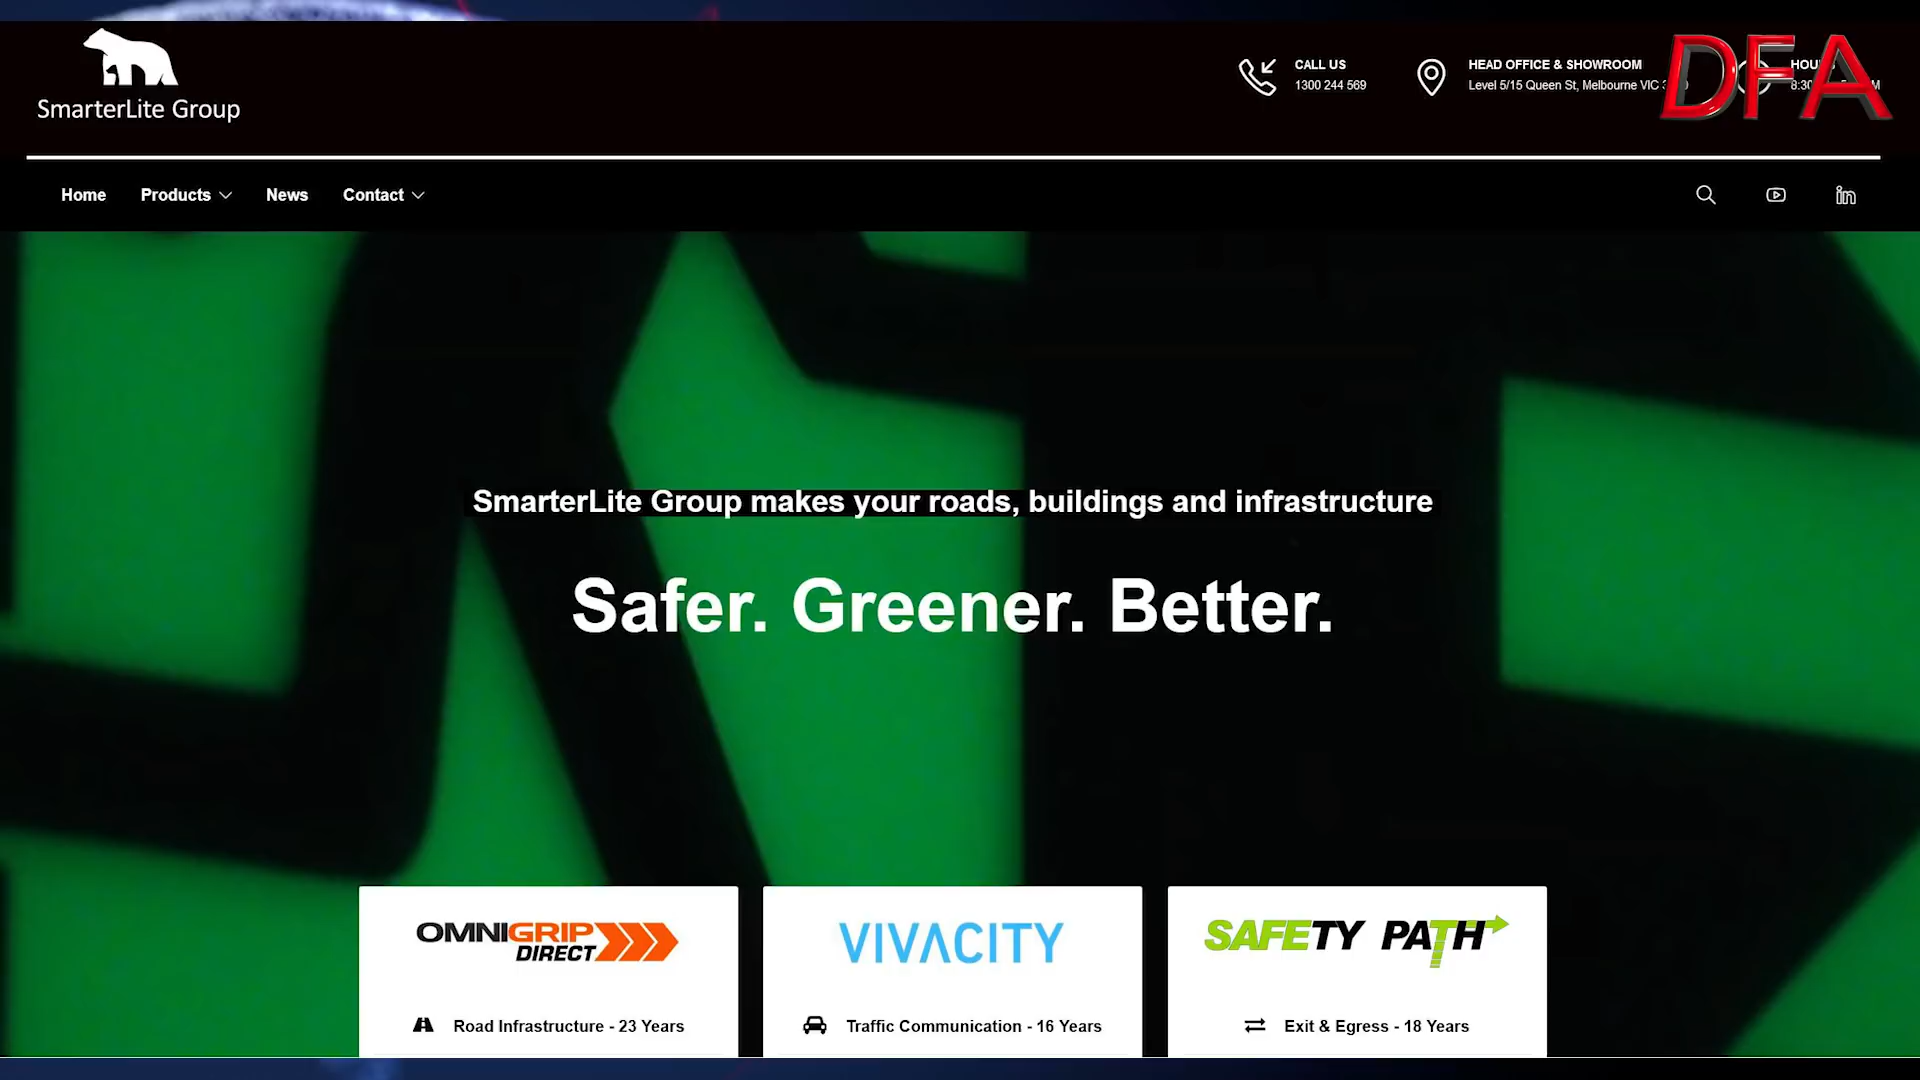 SmarterLite Group
CALL US
1300 244 569
HEAD OFFICE & SHOWROOM
Level 5/15 Queen St, Melbourne VIC
DFA
Home
Products
News
Contact
SmarterLite Group makes your roads, buildings and infrastructure
Safer. Greener. Better.
OMNIGRIP
DIRECT
VIVACITY
SAFETY PATH
Road Infrastructure - 23 Years
Traffic Communication - 16 Years
Exit & Egress - 18 Years